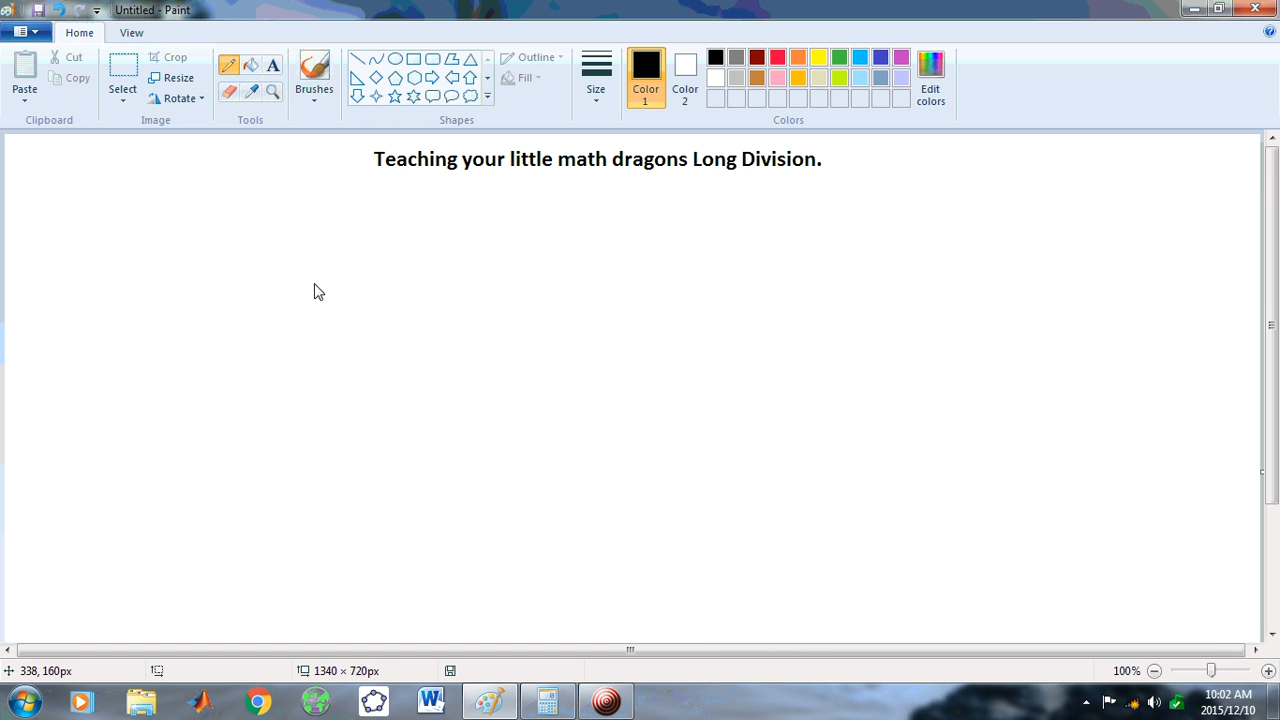 Untitled - Paint
Home
View
Paste
Cut
Copy
Clipboard
Select
Crop
Resize
Rotate
Image
Tools
Brushes
Shapes
Outline
Fill
Size
Color
1
Color
2
Edit
colors
Colors
Teaching your little math dragons Long Division.
338, 160px
1340 × 720px
100%
10:02 AM
2015/12/10